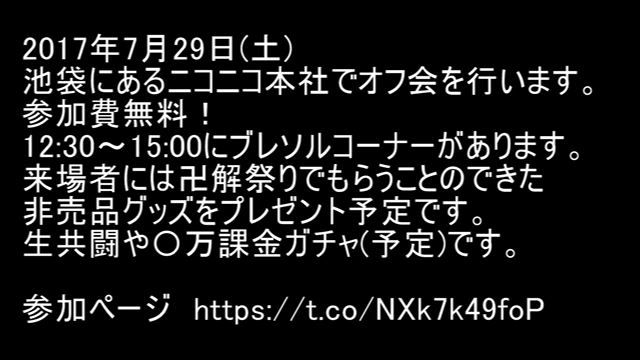 2017年7月29日(土)
池袋にあるニコニコ本社でオフ会を行います。
参加費無料！
12:30～15:00にブレソルコーナーがあります。
来場者には卍解祭りでもらうことのできた
非売品グッズをプレゼント予定です。
生共闘や〇万課金ガチャ(予定)です。
参加ページ　https://t.co/NXk7k49foP